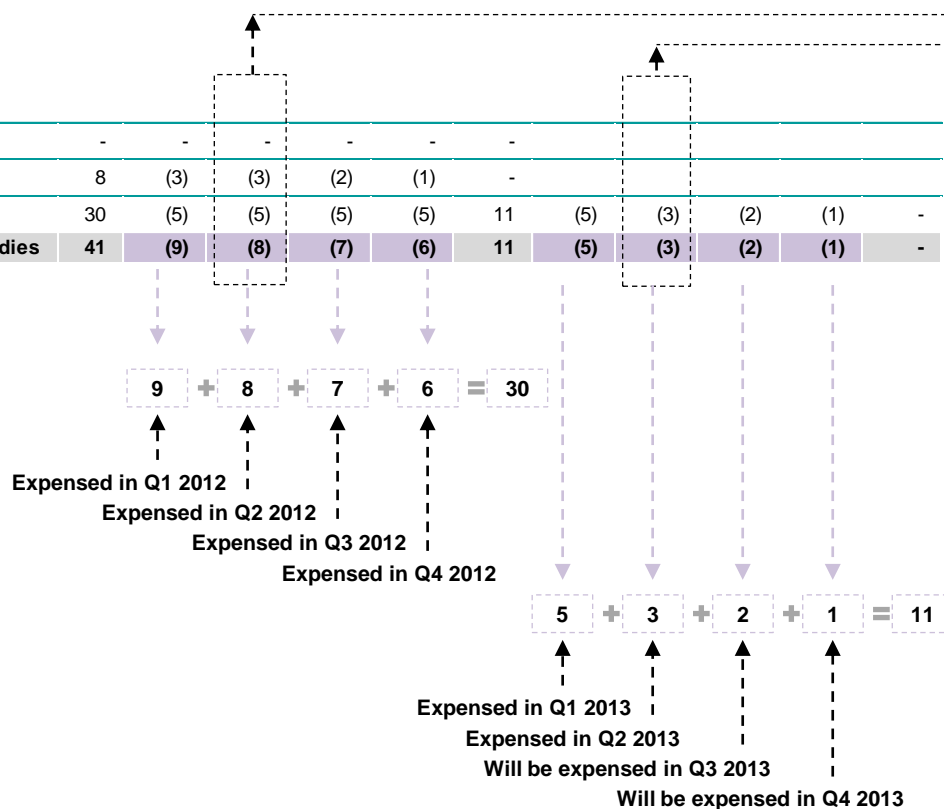 - - - - - -
8 (3) (3) (2) (1) -
30 (5) (5) (5) (5) 11 (5) (3) (2) (1) -
dies 41 (9) (8) (7) (6) 11 (5) (3) (2) (1) -
9 + 8 + 7 + 6 = 30
Expensed in Q1 2012
Expensed in Q2 2012
Expensed in Q3 2012
Expensed in Q4 2012
5 + 3 + 2 + 1 = 11
Expensed in Q1 2013
Expensed in Q2 2013
Will be expensed in Q3 2013
Will be expensed in Q4 2013